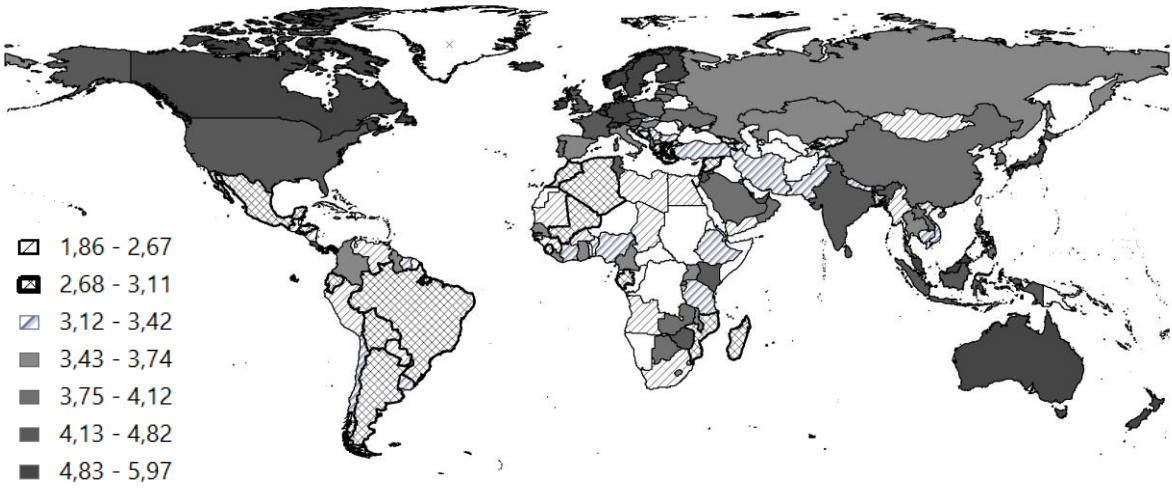 1,86 - 2,67
2,68 - 3,11
3,12 - 3,42
3,43 - 3,74
3,75 - 4,12
4,13 - 4,82
4,83 - 5,97